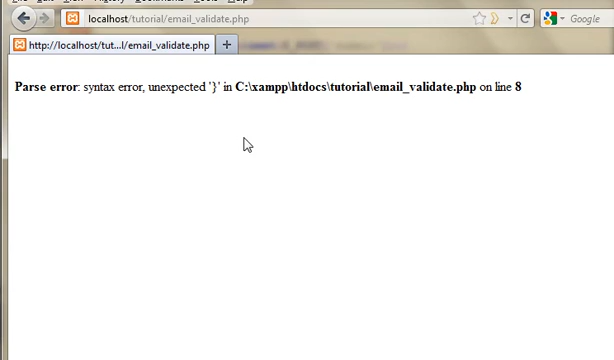 localhost/tutorial/email_validate.php
Google
http://localhost/tut...l/email_validate.php
Parse error: syntax error, unexpected '}' in C:\xampp\htdocs\tutorial\email_validate.php on line 8